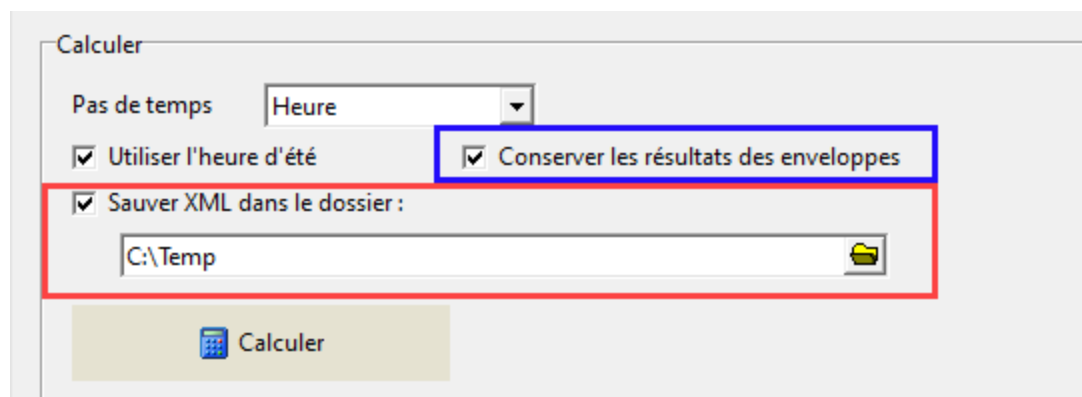 Calculer
Pas de temps Heure
Utiliser l'heure d'été Conserver les résultats des enveloppes
Sauver XML dans le dossier :
C:\Temp
Calculer